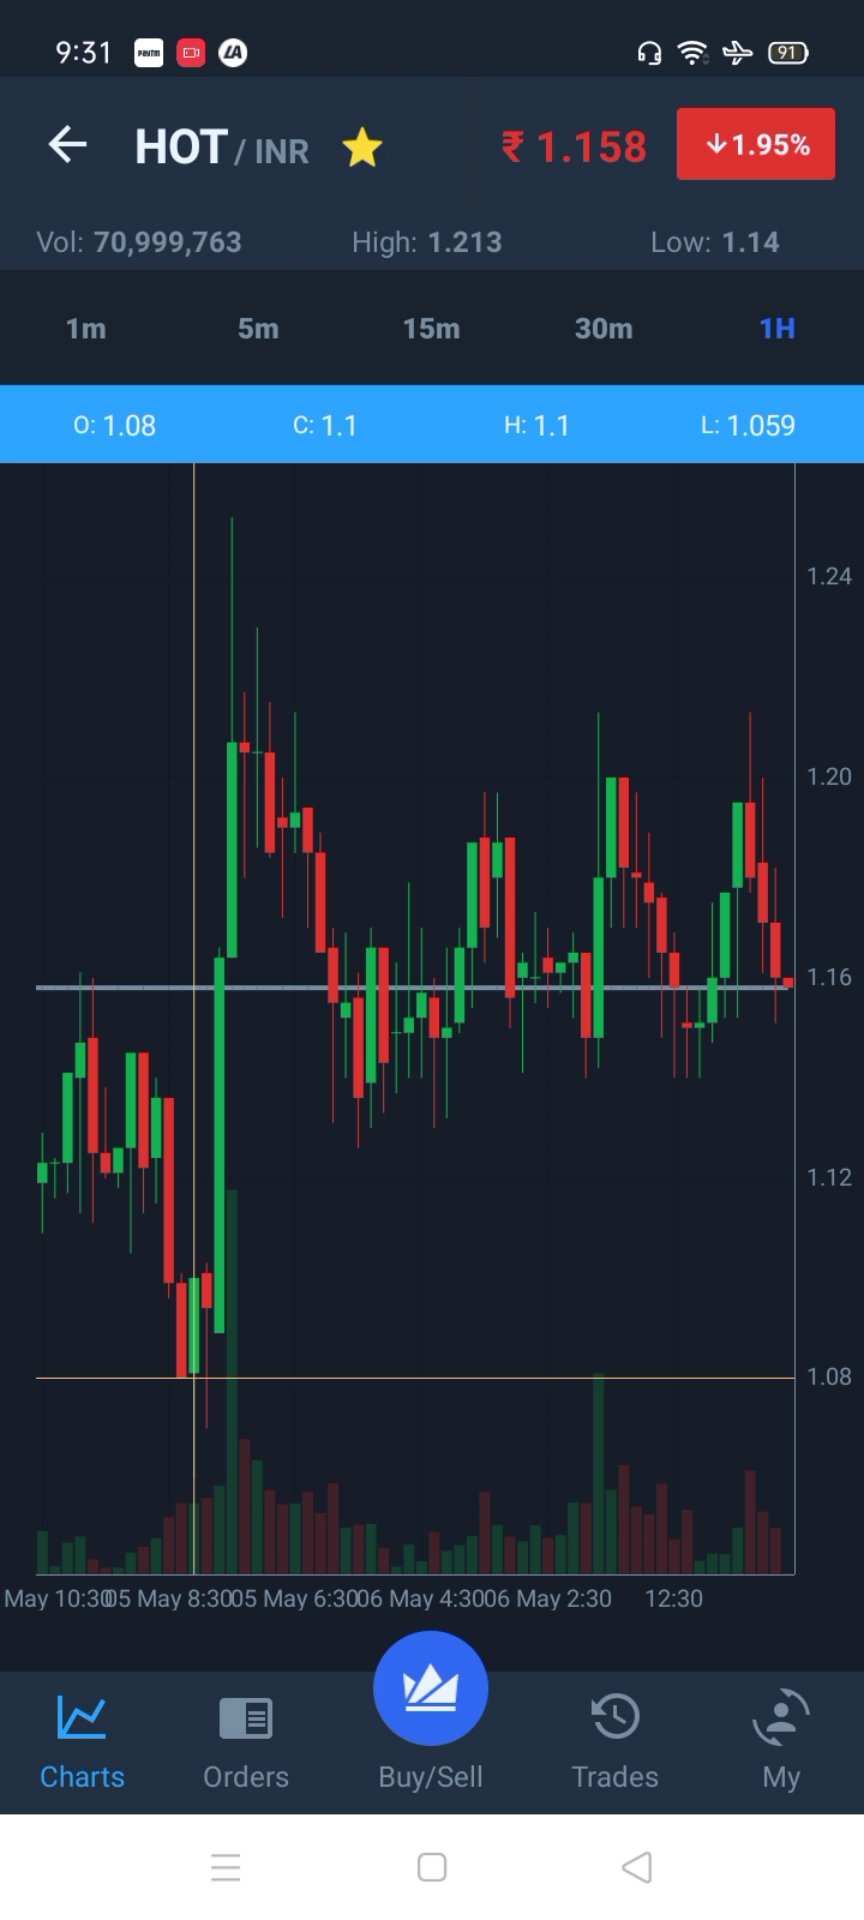 9:31 paytm LA 91
HOT / INR ₹ 1.158 ↓1.95%
Vol: 70,999,763 High: 1.213 Low: 1.14
1m 5m 15m 30m 1H
O: 1.08 C: 1.1 H: 1.1 L: 1.059
1.24
1.20
1.16
1.12
1.08
May 10:30 05 May 8:30 05 May 6:30 06 May 4:30 06 May 2:30 12:30
Charts Orders Buy/Sell Trades My